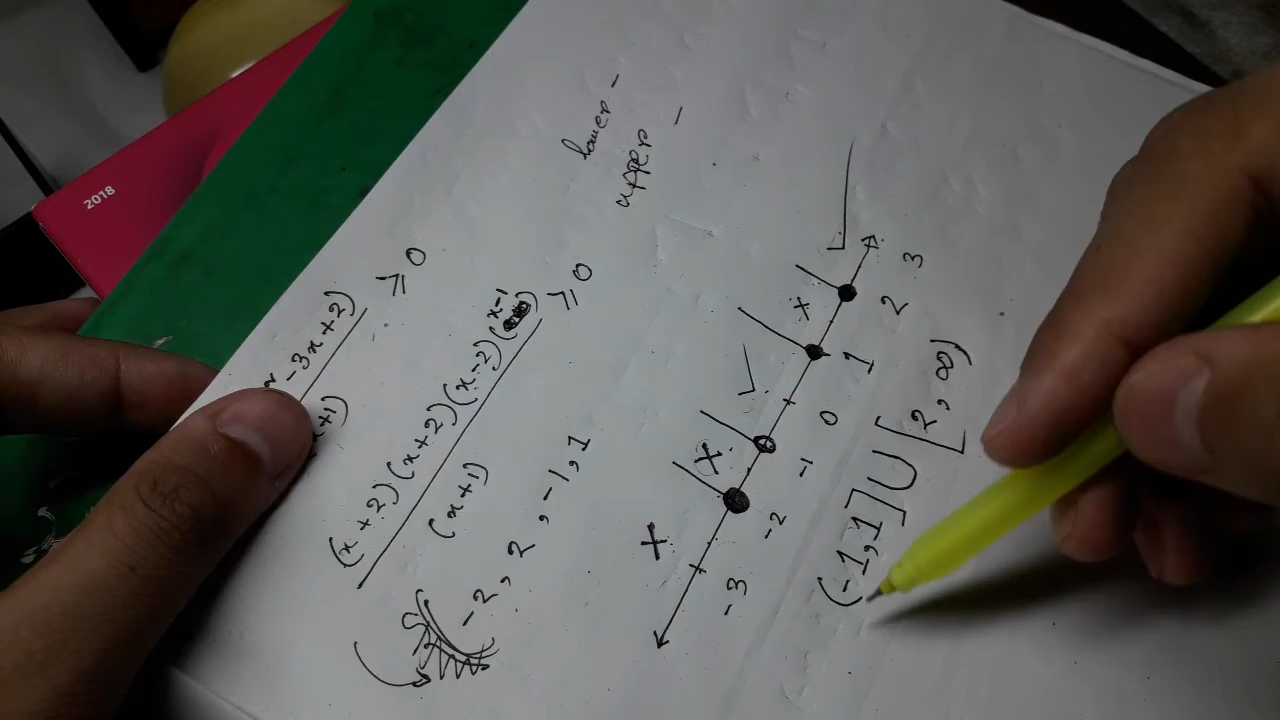 2018
lower -
upper -
-3x+2) ≥ 0
x+1)
(x+2)(x+2)(x-2)(x-1) ≥ 0
(x+1)
-2, 2, -1, 1
x x ✓ x ✓
-3 -2 -1 0 1 2 3
(-1,1] ∪ [2, ∞)